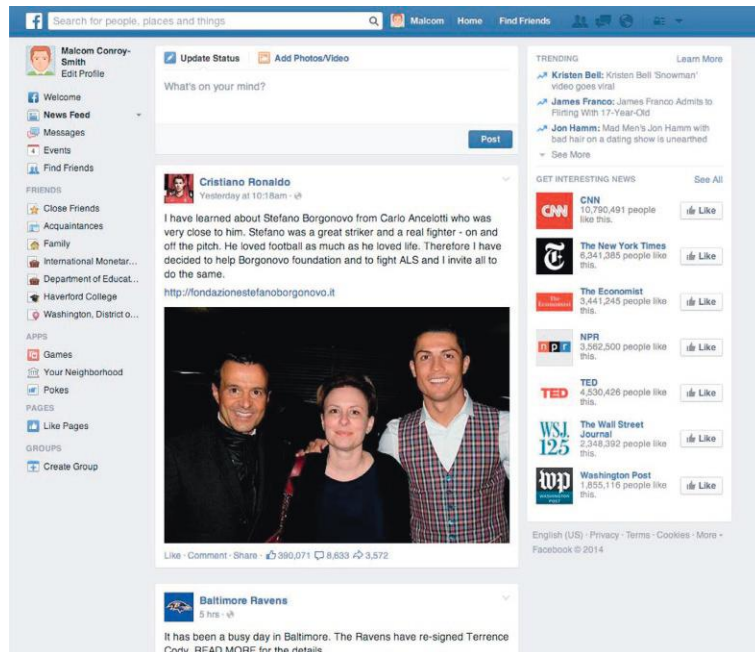 Search for people, places and things
Malcom
Home
Find Friends
Malcom Conroy-
Smith
Edit Profile
Welcome
News Feed
Messages
Events
Find Friends
FRIENDS
Close Friends
Acquaintances
Family
International Monetar...
Department of Educat...
Haverford College
Washington, District o...
APPS
Games
Your Neighborhood
Pokes
PAGES
Like Pages
GROUPS
Create Group
Update Status
Add Photos/Video
What's on your mind?
Post
Cristiano Ronaldo
Yesterday at 10:18am ·
I have learned about Stefano Borgonovo from Carlo Ancelotti who was
very close to him. Stefano was a great striker and a real fighter - on and
off the pitch. He loved football as much as he loved life. Therefore I have
decided to help Borgonovo foundation and to fight ALS and I invite all to
do the same.
http://fondazionestefanoborgonovo.it
Like · Comment · Share · 390,071 8,633 3,572
Baltimore Ravens
5 hrs ·
It has been a busy day in Baltimore. The Ravens have re-signed Terrence
Cody. READ MORE for the details
TRENDING
Learn More
Kristen Bell: Kristen Bell 'Snowman'
video goes viral
James Franco: James Franco Admits to
Flirting With 17-Year-Old
Jon Hamm: Mad Men's Jon Hamm with
bad hair on a dating show is unearthed
See More
GET INTERESTING NEWS
See All
CNN
CNN
10,790,491 people
like this.
Like
The New York Times
6,341,385 people like
this.
Like
The Economist
The Economist
3,441,245 people like
this.
Like
npr
NPR
3,562,500 people like
this.
Like
TED
TED
4,530,426 people like
this.
Like
WSJ.
125
The Wall Street
Journal
2,348,392 people like
this.
Like
wp
Washington Post
1,855,116 people like
this.
Like
English (US) · Privacy · Terms · Cookies · More
Facebook © 2014